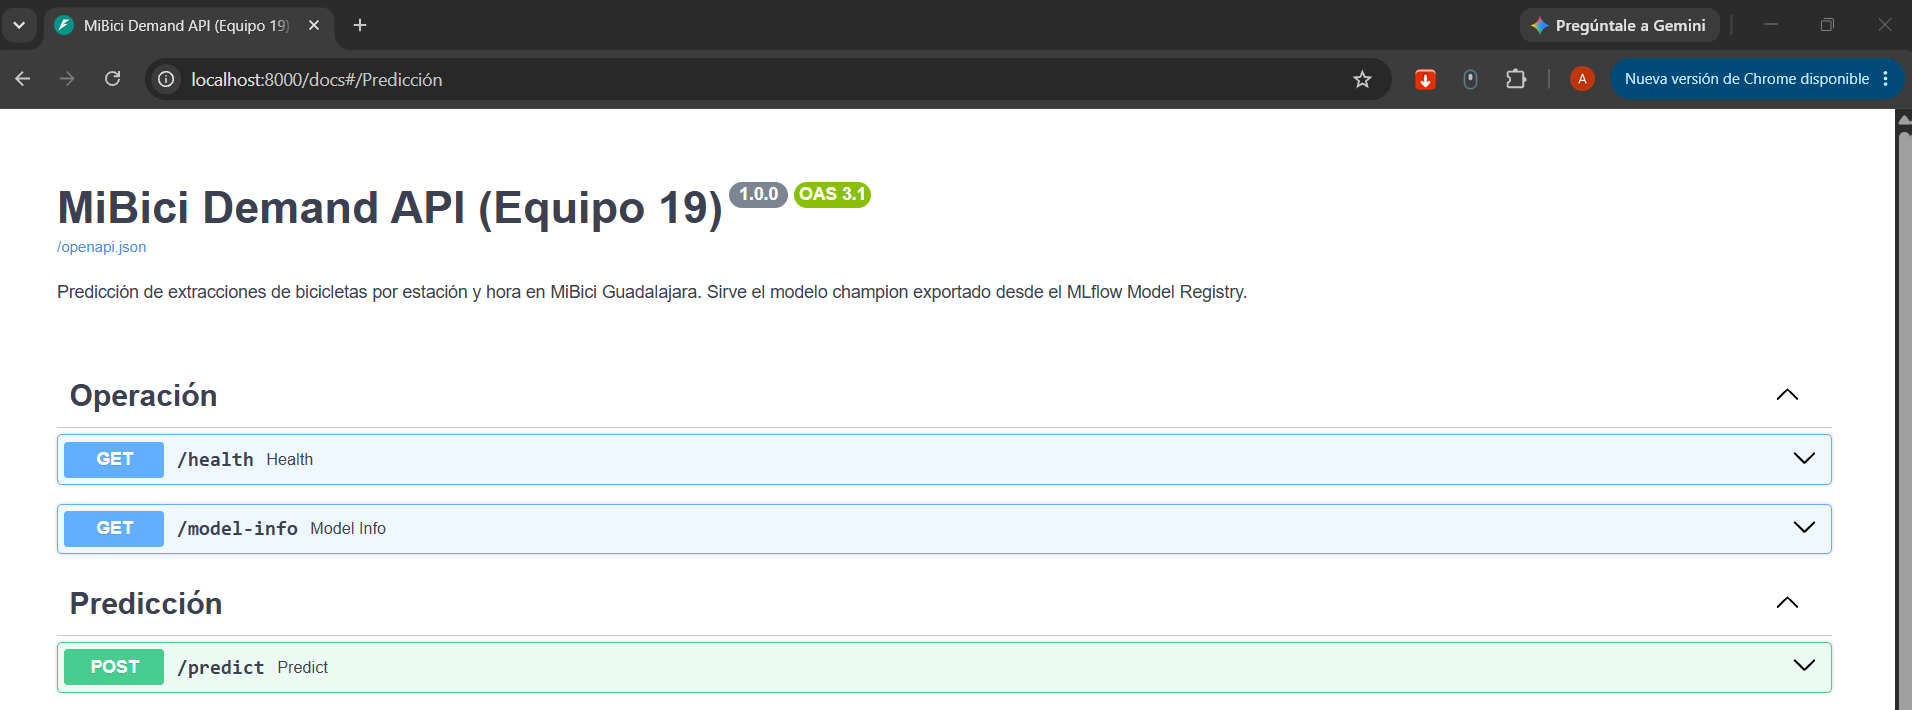 MiBici Demand API (Equipo 19)
Pregúntale a Gemini
localhost:8000/docs#/Predicción
A
Nueva versión de Chrome disponible
MiBici Demand API (Equipo 19) 1.0.0 OAS 3.1
/openapi.json
Predicción de extracciones de bicicletas por estación y hora en MiBici Guadalajara. Sirve el modelo champion exportado desde el MLflow Model Registry.
Operación
GET /health Health
GET /model-info Model Info
Predicción
POST /predict Predict